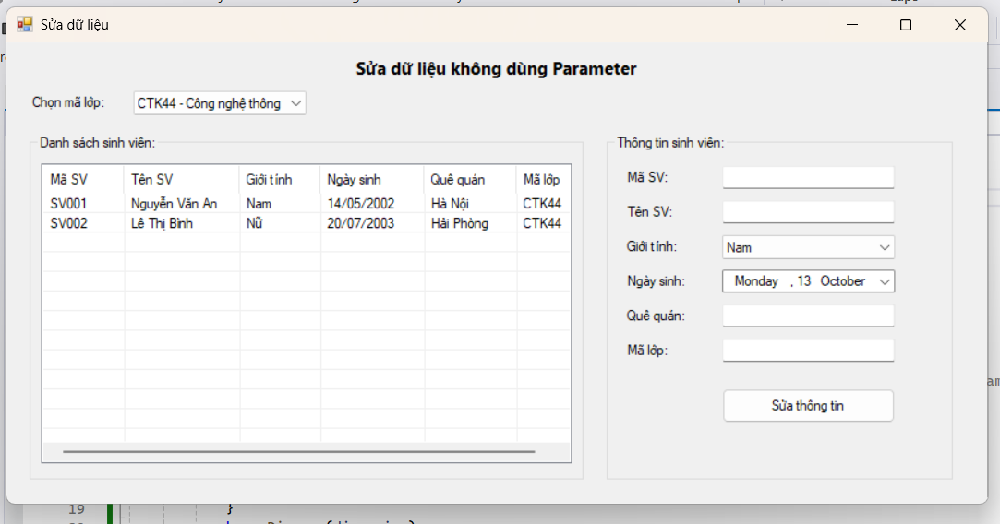 Sửa dữ liệu
Sửa dữ liệu không dùng Parameter
Chọn mã lớp: CTK44 - Công nghệ thông
Danh sách sinh viên:
Mã SV Tên SV Giới tính Ngày sinh Quê quán Mã lớp
SV001 Nguyễn Văn An Nam 14/05/2002 Hà Nội CTK44
SV002 Lê Thị Bình Nữ 20/07/2003 Hải Phòng CTK44
Thông tin sinh viên:
Mã SV:
Tên SV:
Giới tính: Nam
Ngày sinh: Monday , 13 October
Quê quán:
Mã lớp:
Sửa thông tin
19 }